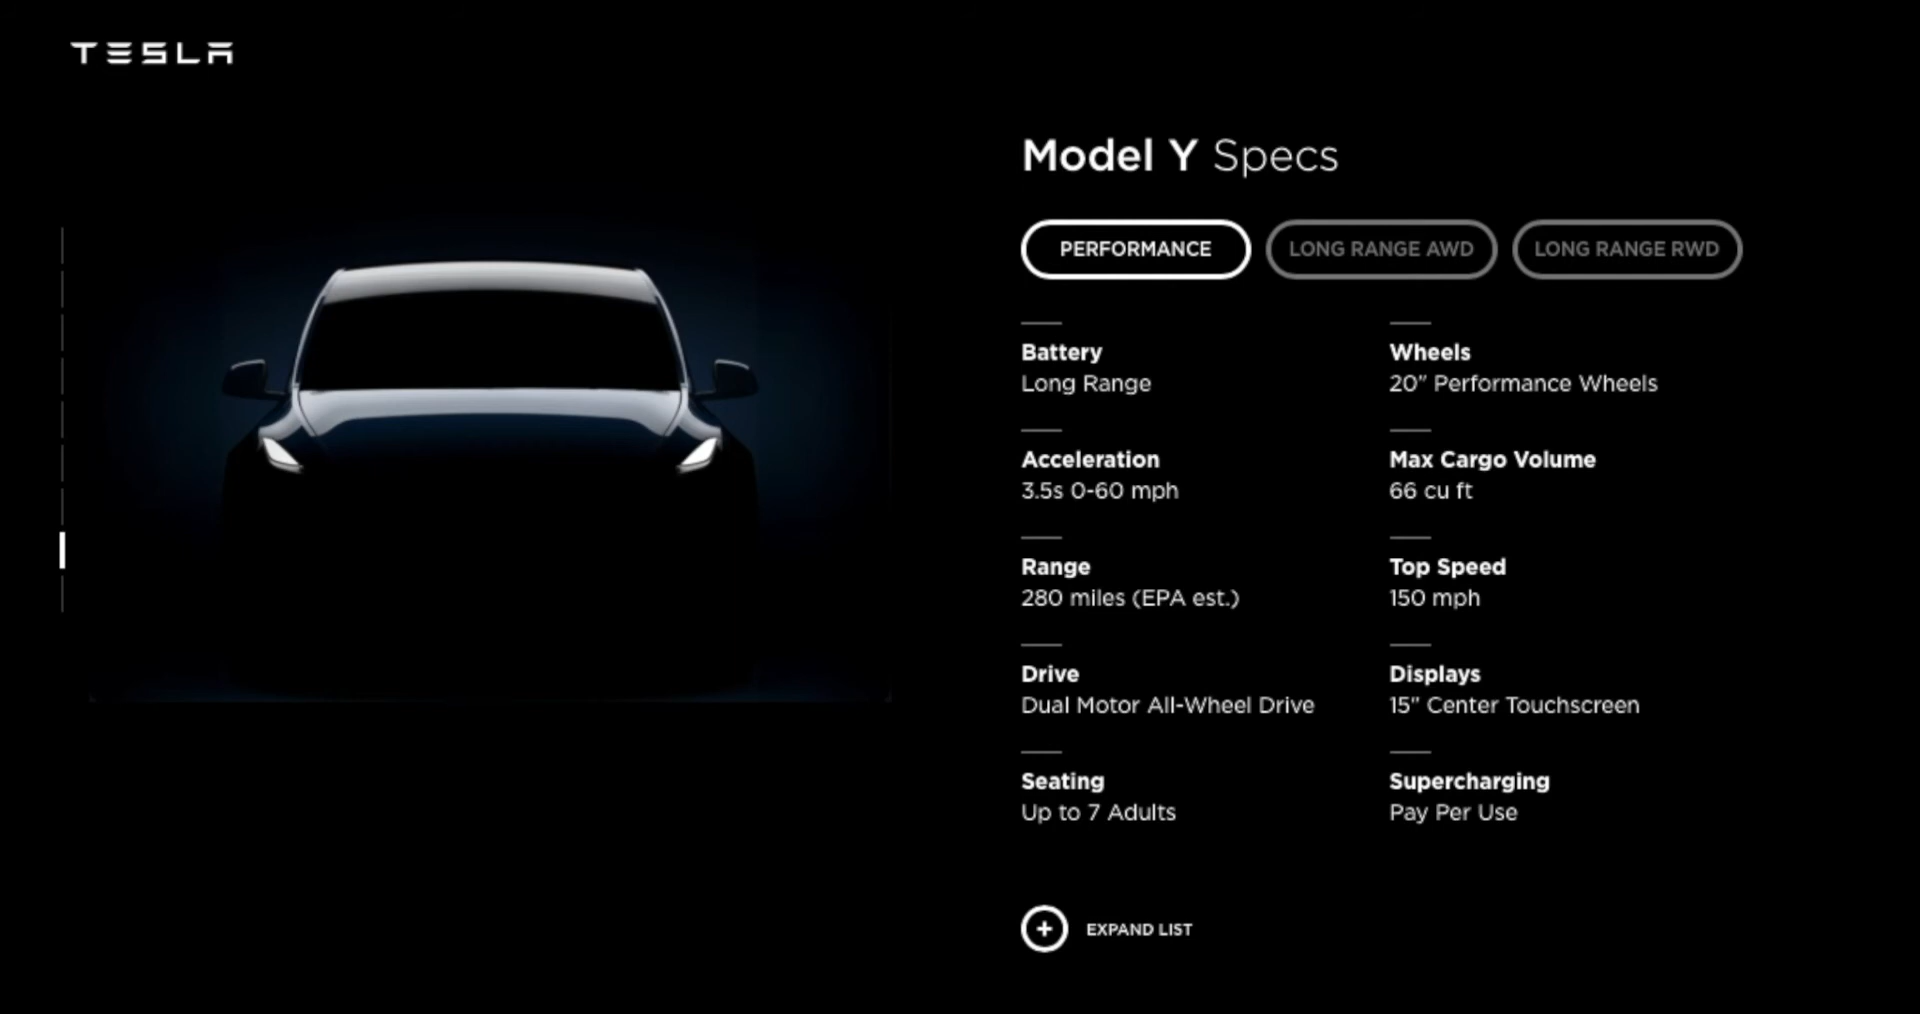 TESLA
Model Y Specs
PERFORMANCE
LONG RANGE AWD
LONG RANGE RWD
Battery
Long Range
Wheels
20" Performance Wheels
Acceleration
3.5s 0-60 mph
Max Cargo Volume
66 cu ft
Range
280 miles (EPA est.)
Top Speed
150 mph
Drive
Dual Motor All-Wheel Drive
Displays
15" Center Touchscreen
Seating
Up to 7 Adults
Supercharging
Pay Per Use
EXPAND LIST